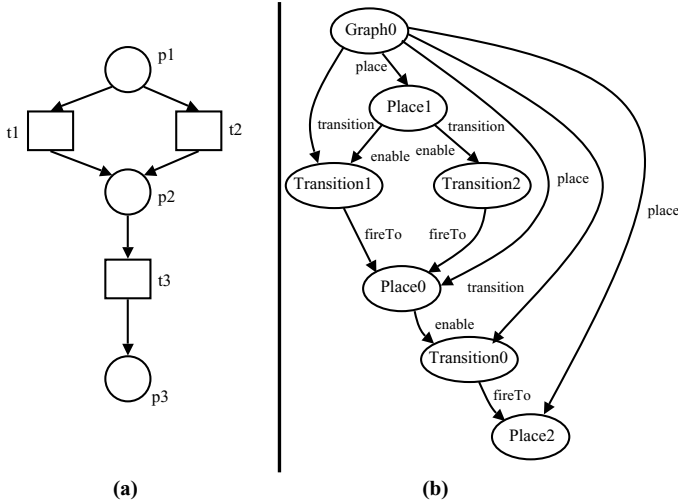 p1
t1
t2
p2
t3
p3
(a)
Graph0
place
Place1
transition
transition
enable
enable
Transition1
Transition2
place
place
fireTo
fireTo
Place0
transition
enable
Transition0
fireTo
Place2
(b)